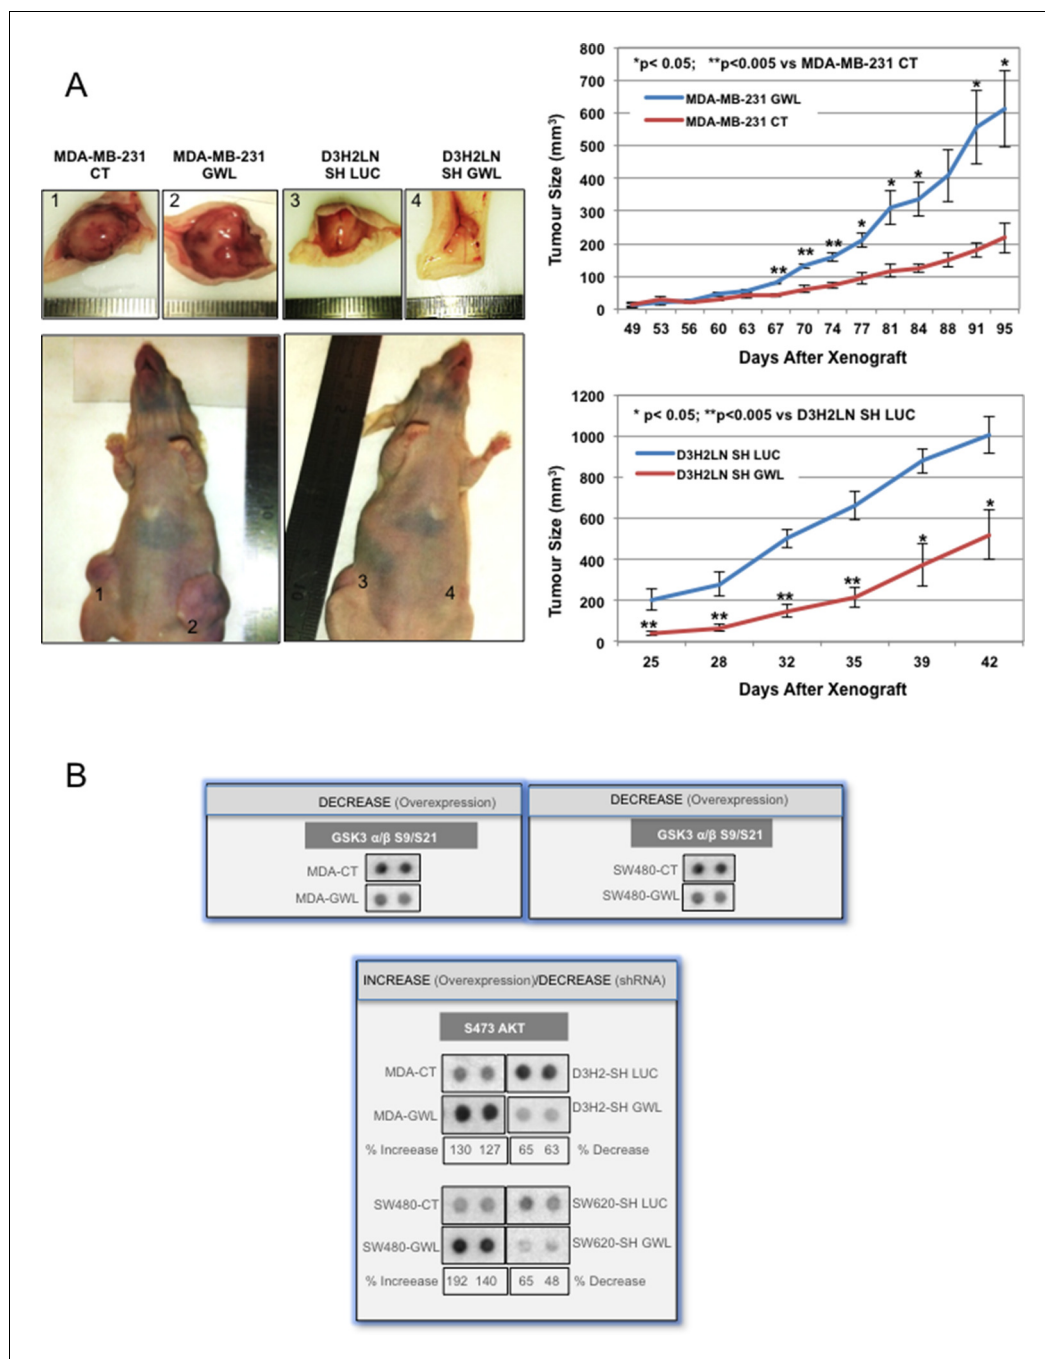 A
MDA-MB-231
CT
MDA-MB-231
GWL
D3H2LN
SH LUC
D3H2LN
SH GWL
1
2
3
4
1
2
3
4
800
700
600
500
400
300
200
100
0
Tumour Size (mm³)
*p< 0.05; **p<0.005 vs MDA-MB-231 CT
MDA-MB-231 GWL
MDA-MB-231 CT
** ** ** * * * * *
49 53 56 60 63 67 70 74 77 81 84 88 91 95
Days After Xenograft
1200
1000
800
600
400
200
0
Tumour Size (mm³)
* p< 0.05; **p<0.005 vs D3H2LN SH LUC
D3H2LN SH LUC
D3H2LN SH GWL
** ** ** ** * *
25 28 32 35 39 42
Days After Xenograft
B
DECREASE (Overexpression)
GSK3 α/β S9/S21
MDA-CT
MDA-GWL
DECREASE (Overexpression)
GSK3 α/β S9/S21
SW480-CT
SW480-GWL
INCREASE (Overexpression)/DECREASE (shRNA)
S473 AKT
MDA-CT D3H2-SH LUC
MDA-GWL D3H2-SH GWL
% Increease 130 127 65 63 % Decrease
SW480-CT SW620-SH LUC
SW480-GWL SW620-SH GWL
% Increease 192 140 65 48 % Decrease